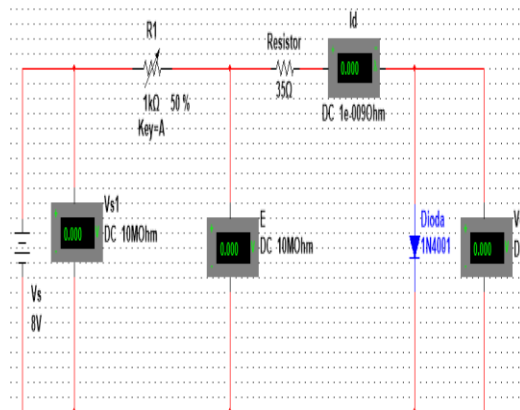 Id
R1
Resistor
0.000
1kΩ 50 %
Key=A
35Ω
DC 1e-009Ohm
Vs1
0.000
DC 10MOhm
E
0.000
DC 10MOhm
Dioda
1N4001
V
0.000
D
Vs
8V